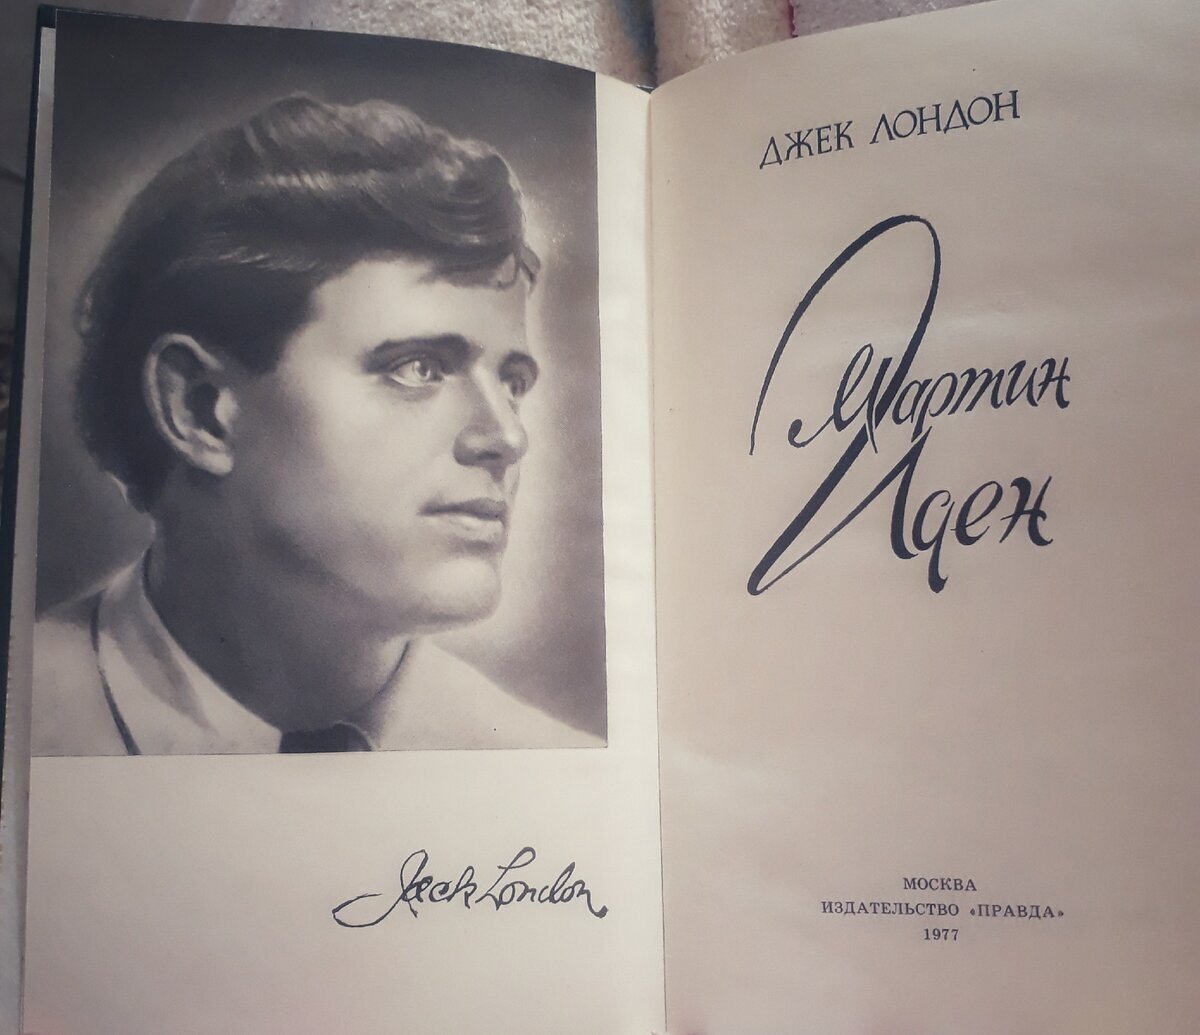 Jack London
ДЖЕК ЛОНДОН
Мартин
Иден
МОСКВА
ИЗДАТЕЛЬСТВО «ПРАВДА»
1977